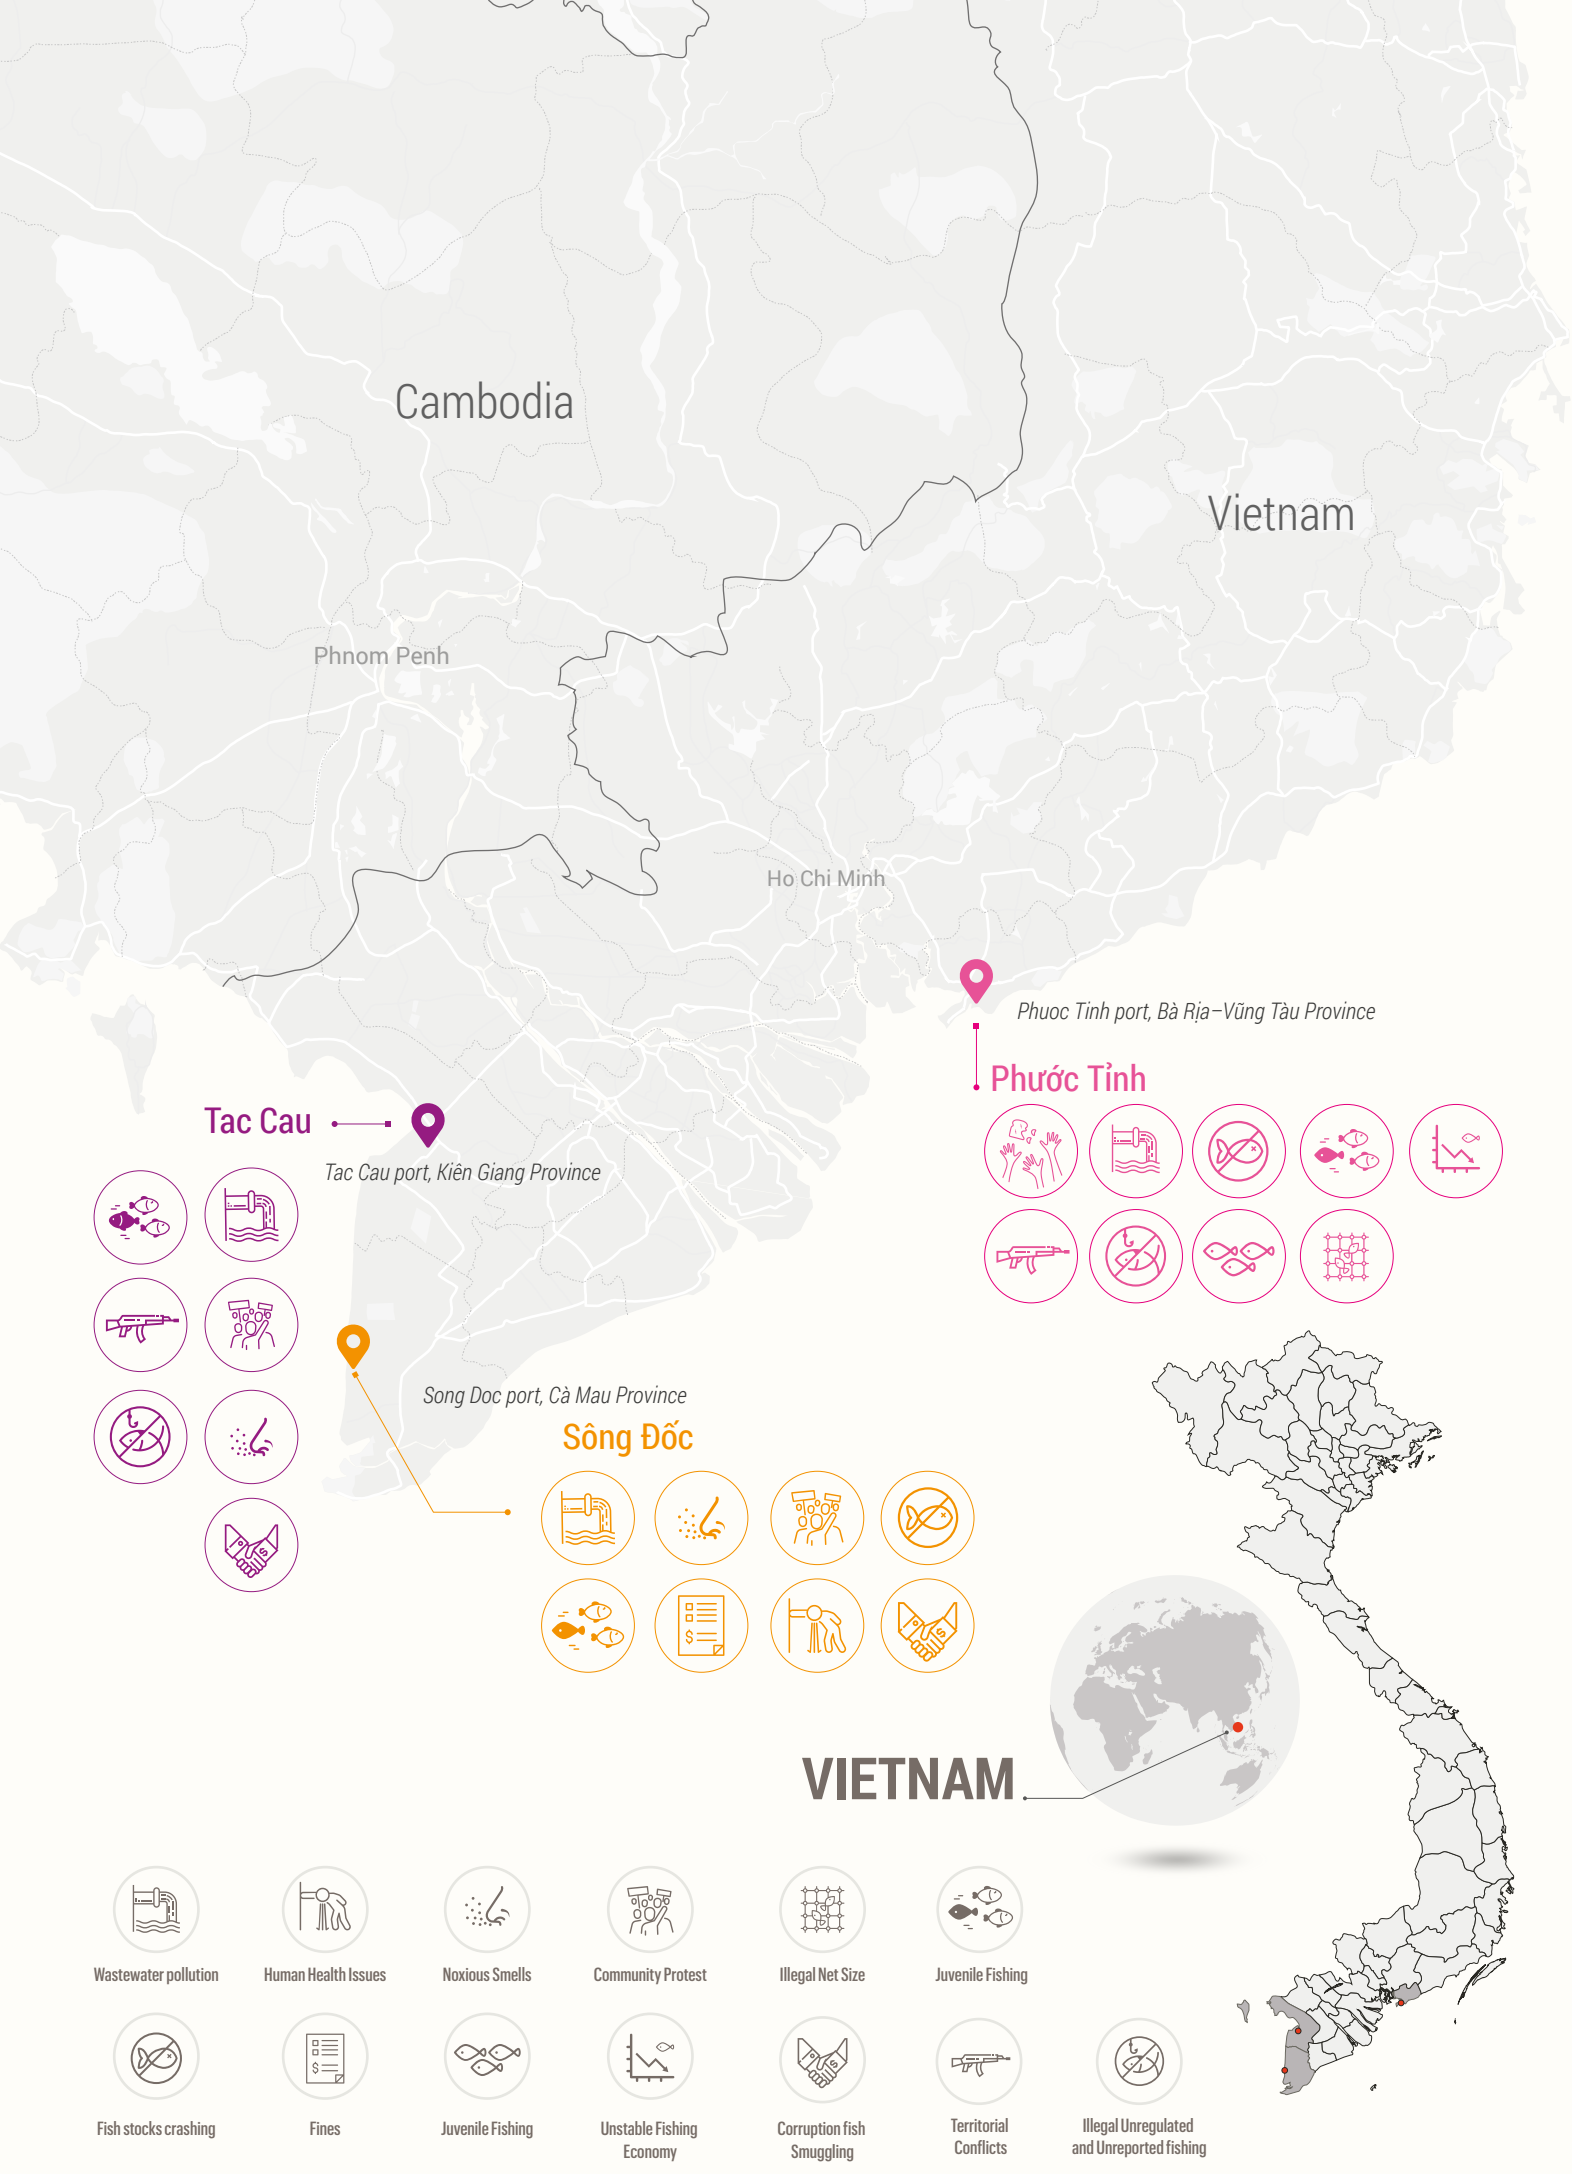 Cambodia
Vietnam
Phnom Penh
Ho Chi Minh
Phuoc Tinh port, Bà Rịa–Vũng Tàu Province
Phước Tỉnh
Tac Cau
Tac Cau port, Kiên Giang Province
Song Doc port, Cà Mau Province
Sông Đốc
VIETNAM
Wastewater pollution
Human Health Issues
Noxious Smells
Community Protest
Illegal Net Size
Juvenile Fishing
Fish stocks crashing
Fines
Juvenile Fishing
Unstable Fishing
Economy
Corruption fish
Smuggling
Territorial
Conflicts
Illegal Unregulated
and Unreported fishing